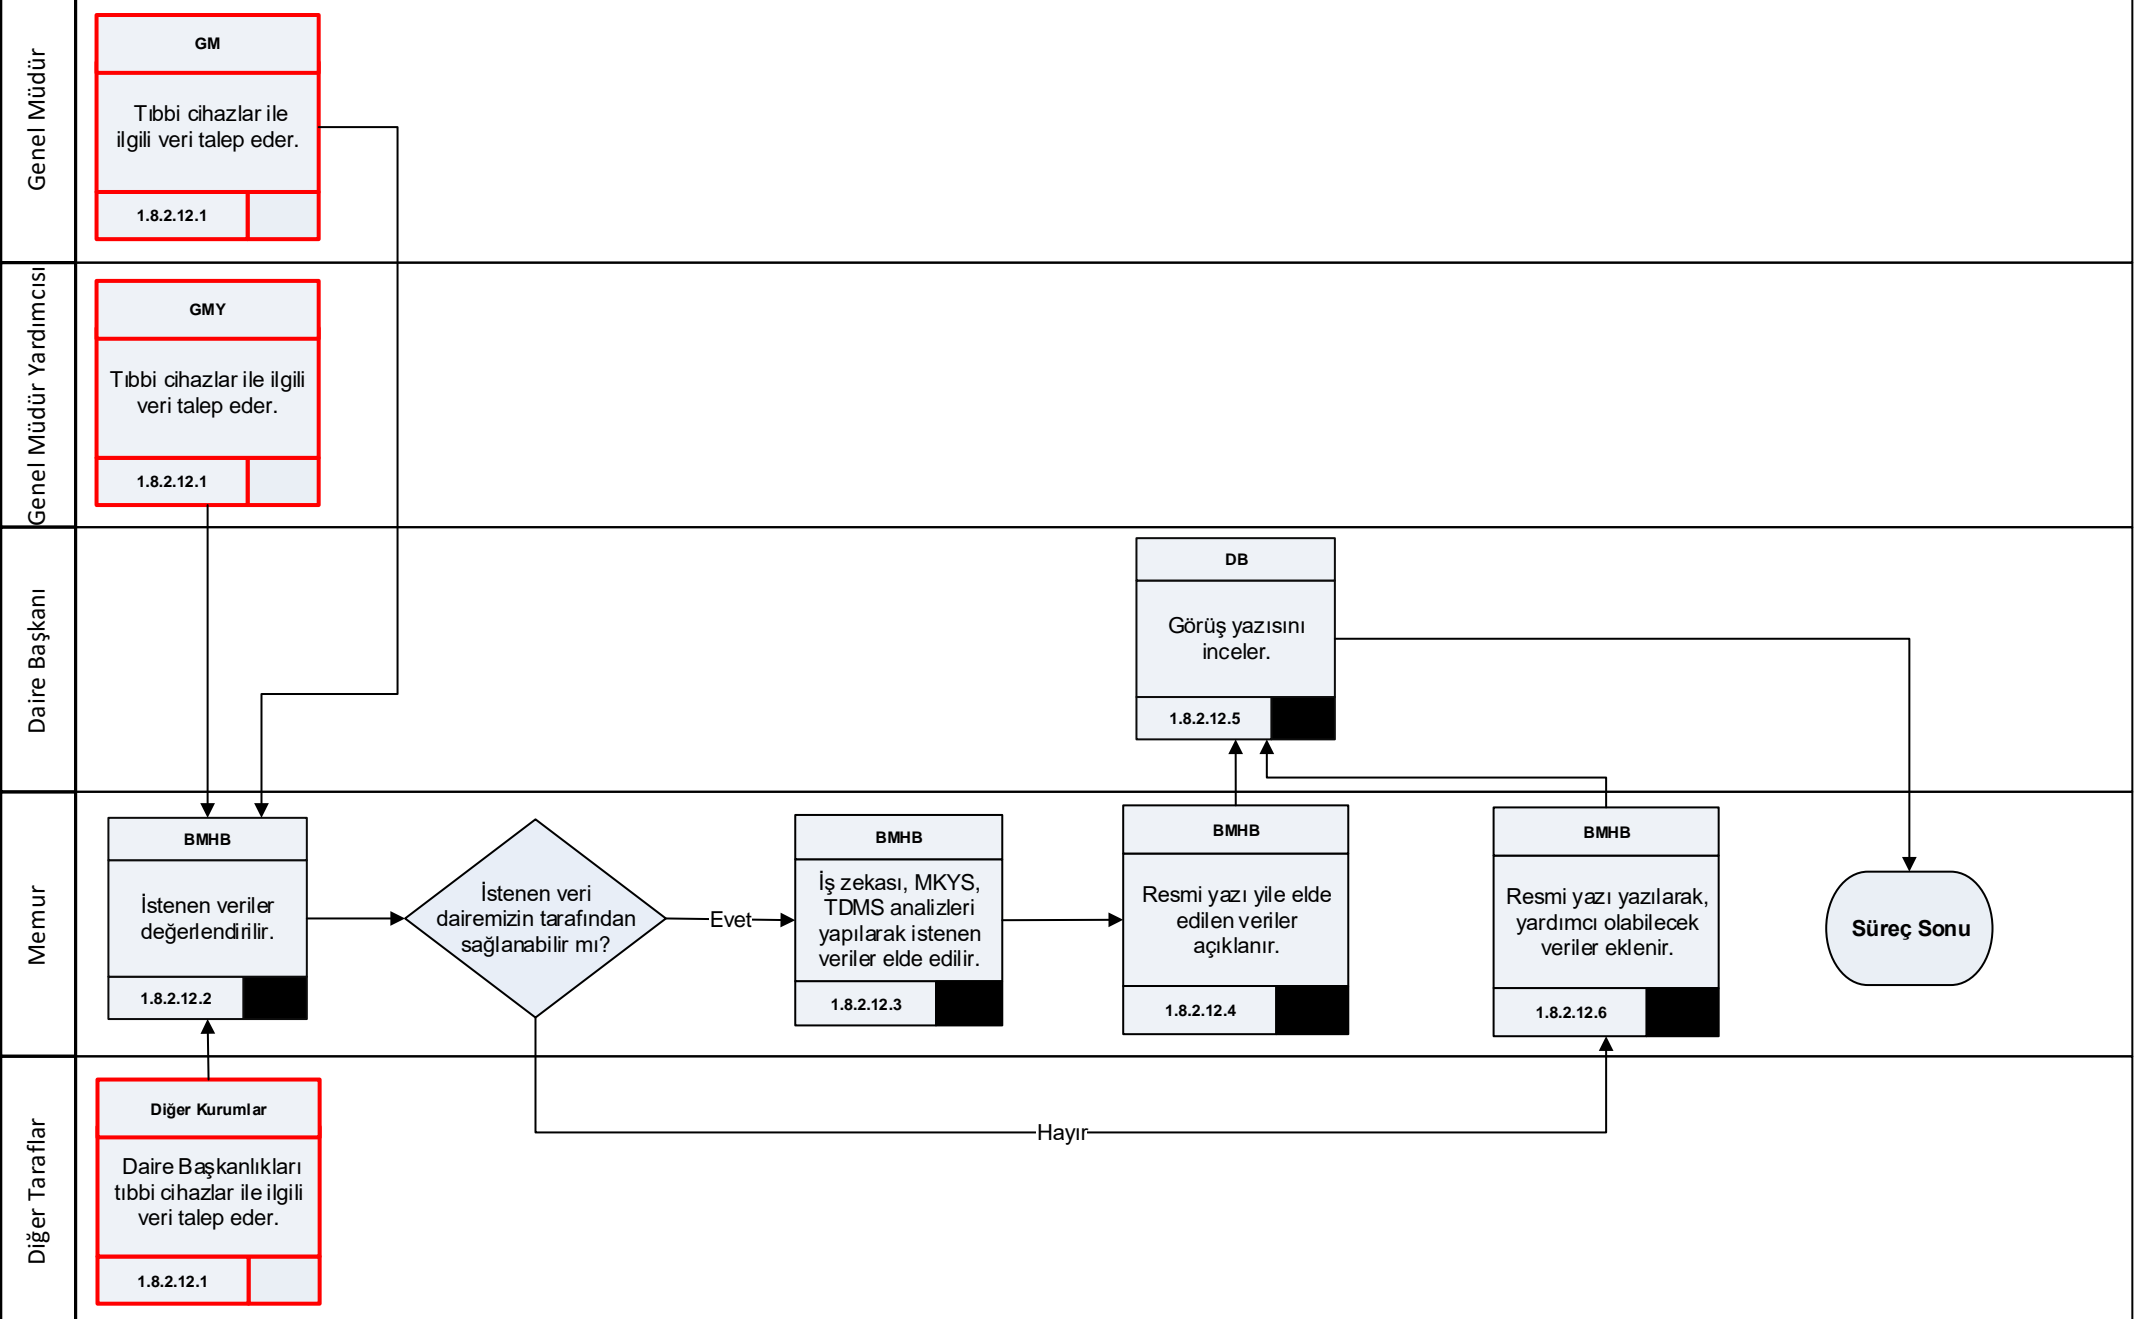 Genel Müdür
GM
Tıbbi cihazlar ile
ilgili veri talep eder.
1.8.2.12.1
Genel Müdür Yardımcısı
GMY
Tıbbi cihazlar ile ilgili
veri talep eder.
1.8.2.12.1
Daire Başkanı
DB
Görüş yazısını
inceler.
1.8.2.12.5
Memur
BMHB
İstenen veriler
değerlendirilir.
1.8.2.12.2
İstenen veri
dairemizin tarafından
sağlanabilir mı?
Evet
BMHB
İş zekası, MKYS,
TDMS analizleri
yapılarak istenen
veriler elde edilir.
1.8.2.12.3
BMHB
Resmi yazı yile elde
edilen veriler
açıklanır.
1.8.2.12.4
BMHB
Resmi yazı yazılarak,
yardımcı olabilecek
veriler eklenir.
1.8.2.12.6
Süreç Sonu
Hayır
Diğer Taraflar
Diğer Kurumlar
Daire Başkanlıkları
tıbbi cihazlar ile ilgili
veri talep eder.
1.8.2.12.1